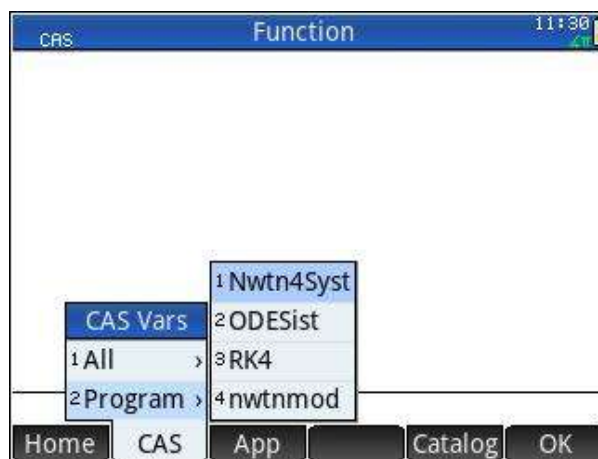 CAS Function 11:30
∡π
1 Nwtn4Syst
CAS Vars
2 ODESist
1 All ›
3 RK4
2 Program ›
4 nwtnmod
Home CAS App Catalog OK